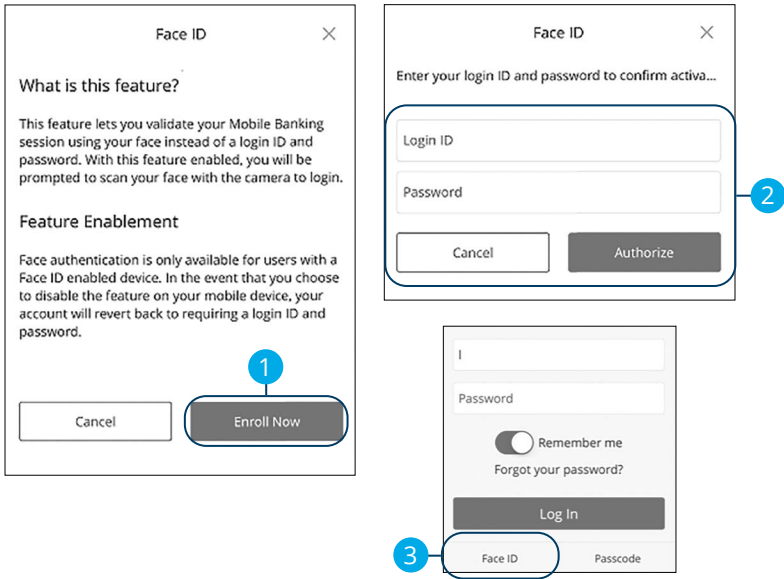 Face ID
What is this feature?
This feature lets you validate your Mobile Banking
session using your face instead of a login ID and
password. With this feature enabled, you will be
prompted to scan your face with the camera to login.
Feature Enablement
Face authentication is only available for users with a
Face ID enabled device. In the event that you choose
to disable the feature on your mobile device, your
account will revert back to requiring a login ID and
password.
1
Cancel
Enroll Now
Face ID
Enter your login ID and password to confirm activa...
Login ID
Password
2
Cancel
Authorize
I
Password
Remember me
Forgot your password?
Log In
3
Face ID
Passcode